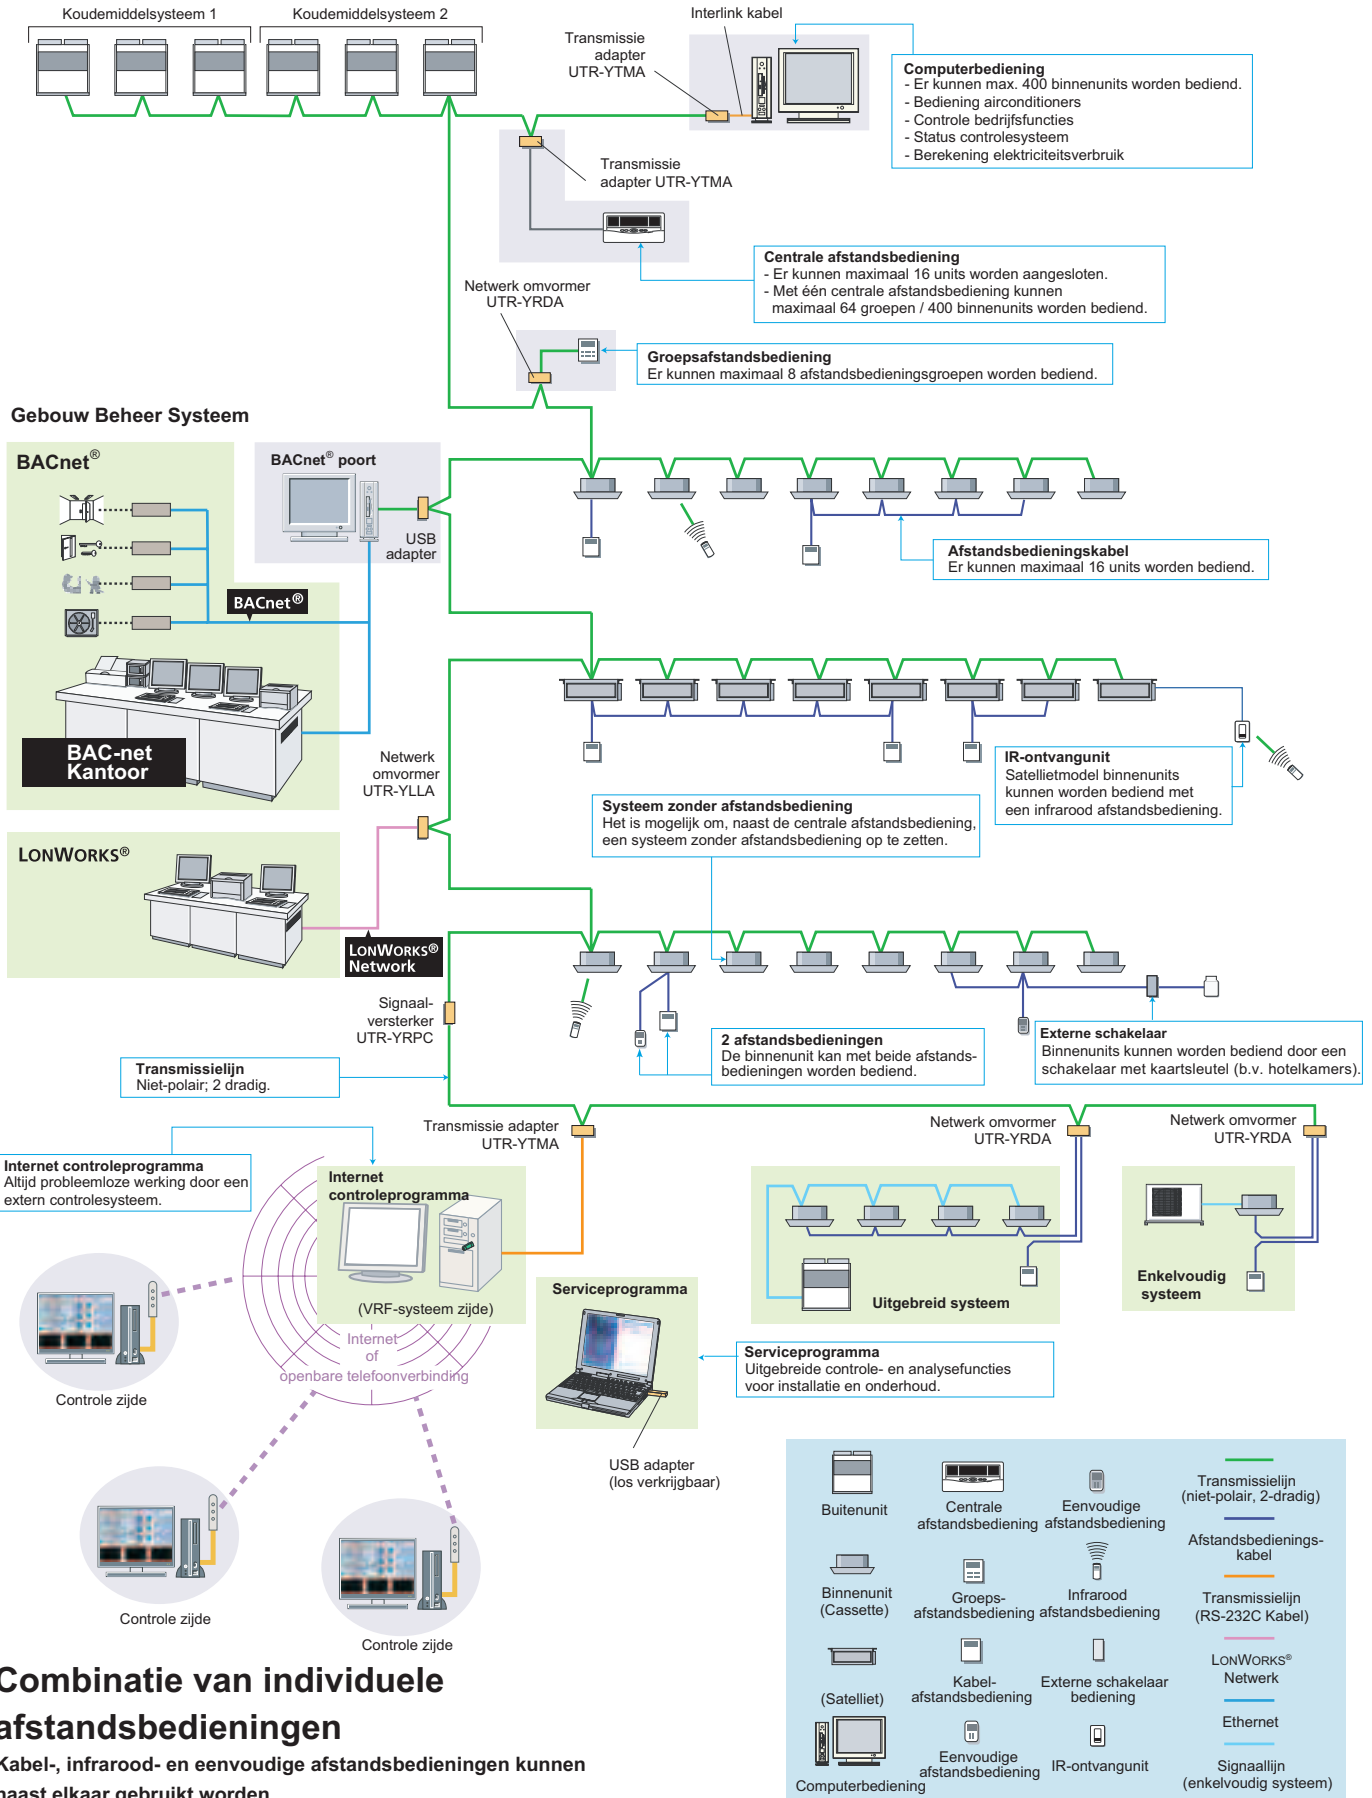 Koudemiddelsysteem 1
Koudemiddelsysteem 2
Interlink kabel
Transmissie
adapter
UTR-YTMA
Computerbediening
- Er kunnen max. 400 binnenunits worden bediend.
- Bediening airconditioners
- Controle bedrijfsfuncties
- Status controlesysteem
- Berekening elektriciteitsverbruik
Transmissie
adapter UTR-YTMA
Centrale afstandsbediening
- Er kunnen maximaal 16 units worden aangesloten.
- Met één centrale afstandsbediening kunnen
maximaal 64 groepen / 400 binnenunits worden bediend.
Netwerk omvormer
UTR-YRDA
Groepsafstandsbediening
Er kunnen maximaal 8 afstandsbedieningsgroepen worden bediend.
Gebouw Beheer Systeem
BACnet®
BACnet® poort
USB
adapter
Afstandsbedieningskabel
Er kunnen maximaal 16 units worden bediend.
BACnet®
BAC-net
Kantoor
Netwerk
omvormer
UTR-YLLA
IR-ontvangunit
Satellietmodel binnenunits
kunnen worden bediend met
een infrarood afstandsbediening.
Systeem zonder afstandsbediening
Het is mogelijk om, naast de centrale afstandsbediening,
een systeem zonder afstandsbediening op te zetten.
LONWORKS®
LONWORKS®
Network
Signaal-
versterker
UTR-YRPC
2 afstandsbedieningen
De binnenunit kan met beide afstands-
bedieningen worden bediend.
Externe schakelaar
Binnenunits kunnen worden bediend door een
schakelaar met kaartsleutel (b.v. hotelkamers).
Transmissielijn
Niet-polair; 2 dradig.
Transmissie adapter
UTR-YTMA
Netwerk omvormer
UTR-YRDA
Netwerk omvormer
UTR-YRDA
Internet controleprogramma
Altijd probleemloze werking door een
extern controlesysteem.
Internet
controleprogramma
(VRF-systeem zijde)
Internet
of
openbare telefoonverbinding
Uitgebreid systeem
Enkelvoudig
systeem
Serviceprogramma
Serviceprogramma
Uitgebreide controle- en analysefuncties
voor installatie en onderhoud.
USB adapter
(los verkrijgbaar)
Controle zijde
Controle zijde
Controle zijde
Buitenunit
Centrale
afstandsbediening
Eenvoudige
afstandsbediening
Transmissielijn
(niet-polair, 2-dradig)
Afstandsbedienings-
kabel
Binnenunit
(Cassette)
Groeps-
afstandsbediening
Infrarood
afstandsbediening
Transmissielijn
(RS-232C Kabel)
(Satelliet)
Kabel-
afstandsbediening
Externe schakelaar
bediening
LONWORKS®
Netwerk
Ethernet
Computerbediening
Eenvoudige
afstandsbediening
IR-ontvangunit
Signaallijn
(enkelvoudig systeem)
Combinatie van individuele
afstandsbedieningen
Kabel-, infrarood- en eenvoudige afstandsbedieningen kunnen
naast elkaar gebruikt worden